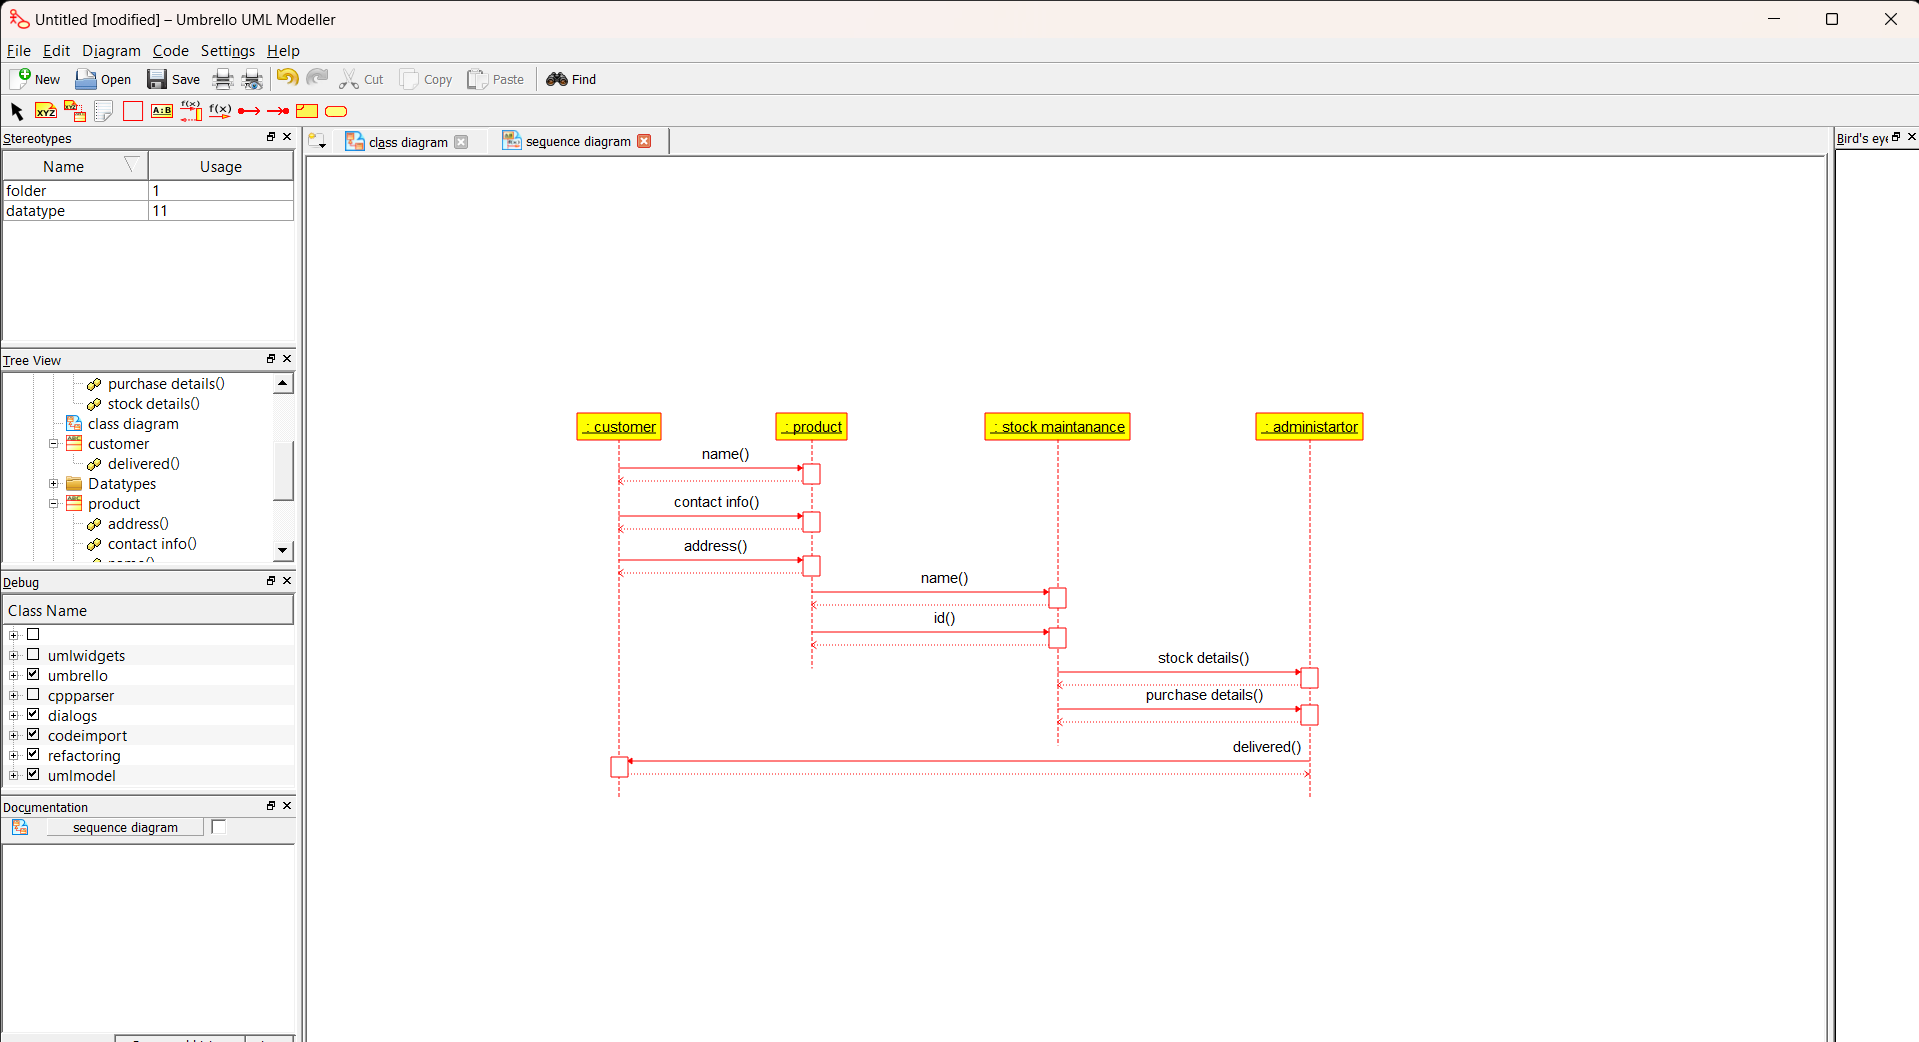 Untitled [modified] – Umbrello UML Modeller
File Edit Diagram Code Settings Help
New Open Save Cut Copy Paste Find
XYZ XYZ A:B f(x) f(x)
Stereotypes
class diagram
sequence diagram
Bird's eye
Name Usage
folder 1
datatype 11
Tree View
purchase details()
stock details()
class diagram
customer
delivered()
Datatypes
product
address()
contact info()
name()
Debug
Class Name
umlwidgets
umbrello
cppparser
dialogs
codeimport
refactoring
umlmodel
Documentation
sequence diagram
: customer : product : stock maintanance : administartor
name()
contact info()
address()
name()
id()
stock details()
purchase details()
delivered()